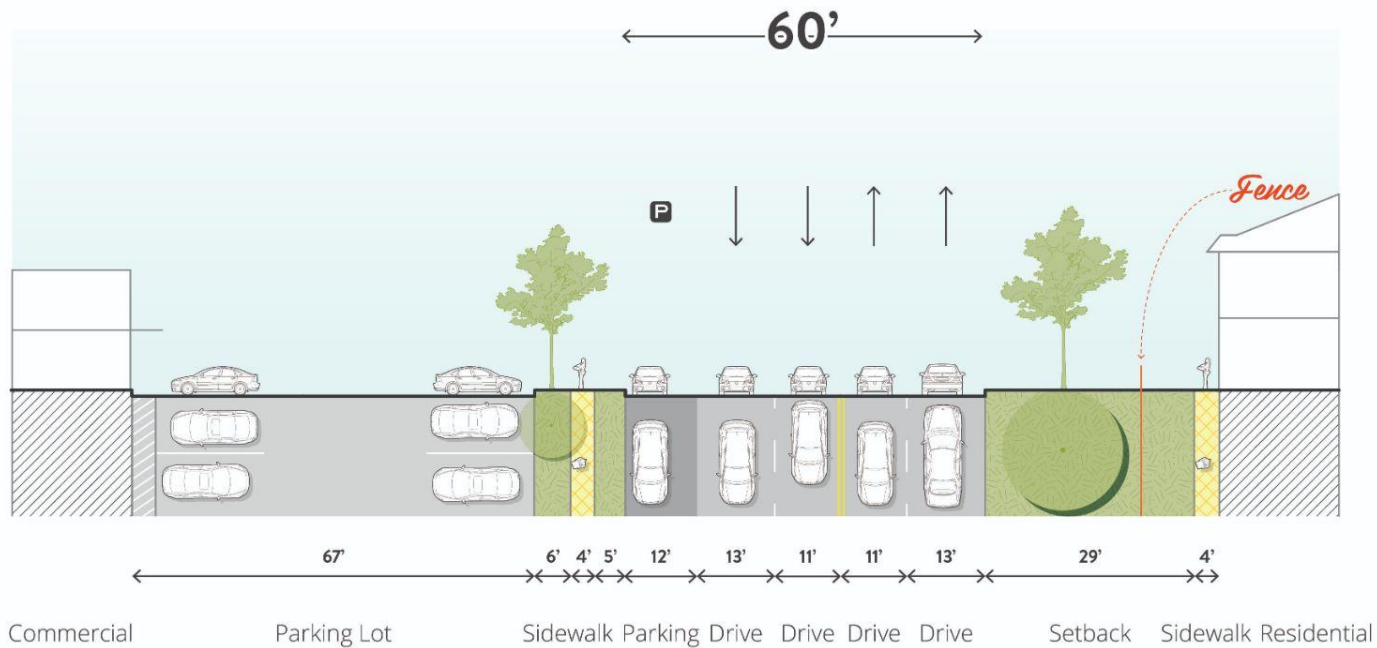 60’
Fence
P
67’ 6’ 4’ 5’ 12’ 13’ 11’ 11’ 13’ 29’ 4’
Commercial Parking Lot Sidewalk Parking Drive Drive Drive Drive Setback Sidewalk Residential